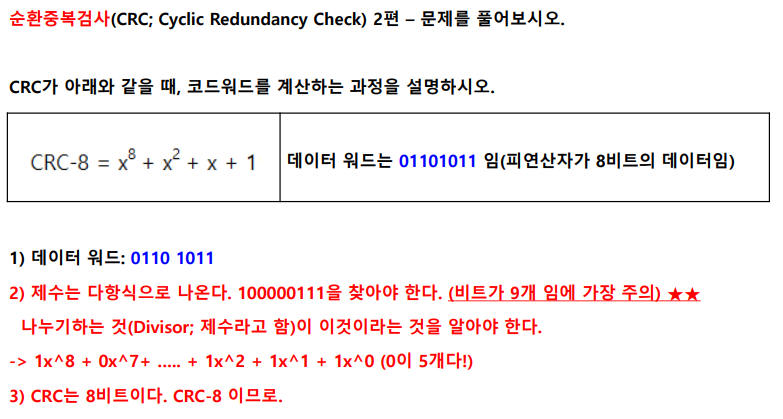 순환중복검사(CRC; Cyclic Redundancy Check) 2편 – 문제를 풀어보시오.
CRC가 아래와 같을 때, 코드워드를 계산하는 과정을 설명하시오.
CRC-8 = x⁸ + x² + x + 1
데이터 워드는 01101011 임(피연산자가 8비트의 데이터임)
1) 데이터 워드: 0110 1011
2) 제수는 다항식으로 나온다. 100000111을 찾아야 한다. (비트가 9개 임에 가장 주의) ★★
나누기하는 것(Divisor; 제수라고 함)이 이것이라는 것을 알아야 한다.
-> 1x^8 + 0x^7+ ..... + 1x^2 + 1x^1 + 1x^0 (0이 5개다!)
3) CRC는 8비트이다. CRC-8 이므로.